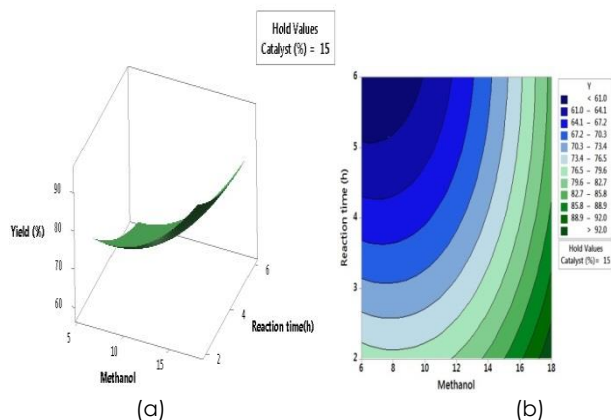 Hold Values
Catalyst (%) = 15
90
80
70
60
Yield (%)
5
10
15
Methanol
2
4
6
Reaction time(h)
(a)
6
5
4
3
2
Reaction time (h)
6
8
10
12
14
16
18
Methanol
Y
< 61.0
61.0 – 64.1
64.1 – 67.2
67.2 – 70.3
70.3 – 73.4
73.4 – 76.5
76.5 – 79.6
79.6 – 82.7
82.7 – 85.8
85.8 – 88.9
88.9 – 92.0
> 92.0
Hold Values
Catalyst (%) = 15
(b)